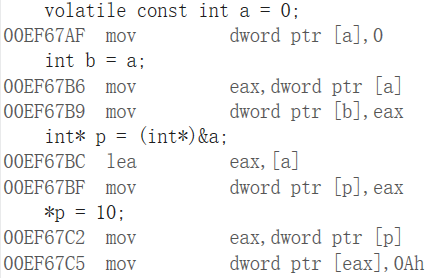 volatile const int a = 0;
00EF67AF mov dword ptr [a],0
int b = a;
00EF67B6 mov eax,dword ptr [a]
00EF67B9 mov dword ptr [b],eax
int* p = (int*)&a;
00EF67BC lea eax,[a]
00EF67BF mov dword ptr [p],eax
*p = 10;
00EF67C2 mov eax,dword ptr [p]
00EF67C5 mov dword ptr [eax],0Ah